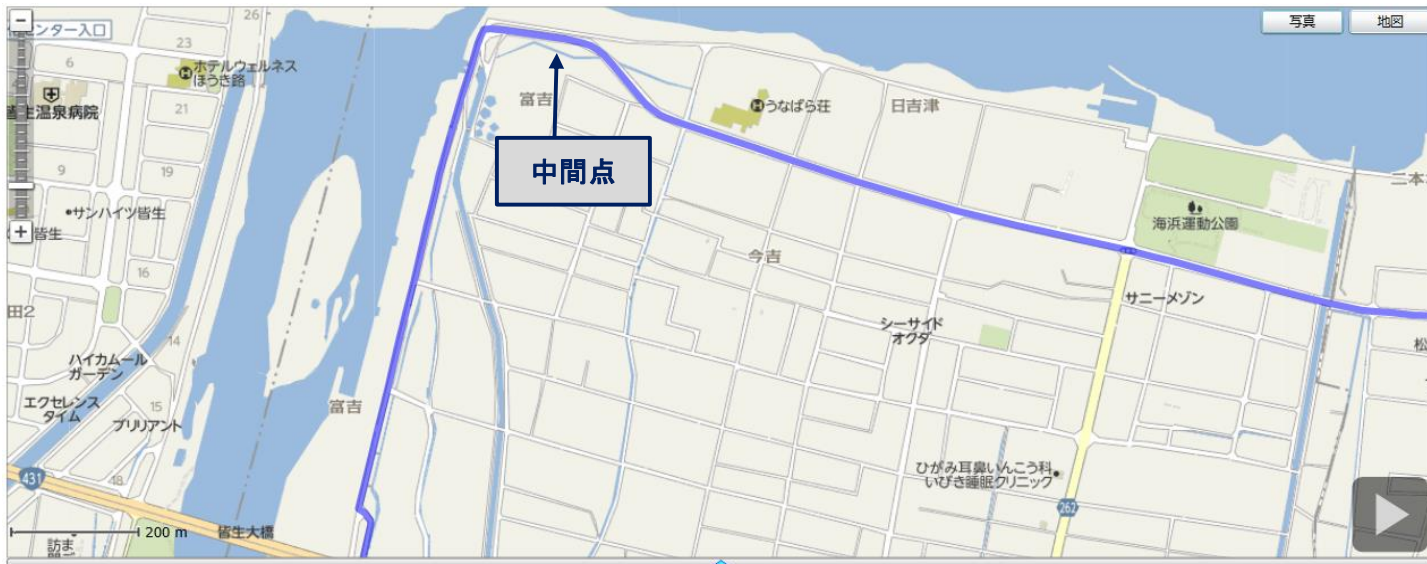 センター入口
26
写真
地図
23
6
ホテルウェルネス
ほうき路
皆生温泉病院
21
富吉
うなばら荘
日吉津
中間点
9
19
サンハイツ皆生
皆生
二本
海浜運動公園
16
今吉
田2
サニーメゾン
シーサイド
オクダ
14
松
ハイカムール
ガーデン
エクセレンス
タイム
15
ブリリアント
富吉
431
18
ひがみ耳鼻いんこう科
いびき睡眠クリニック
262
200 m
皆生大橋
訪ま